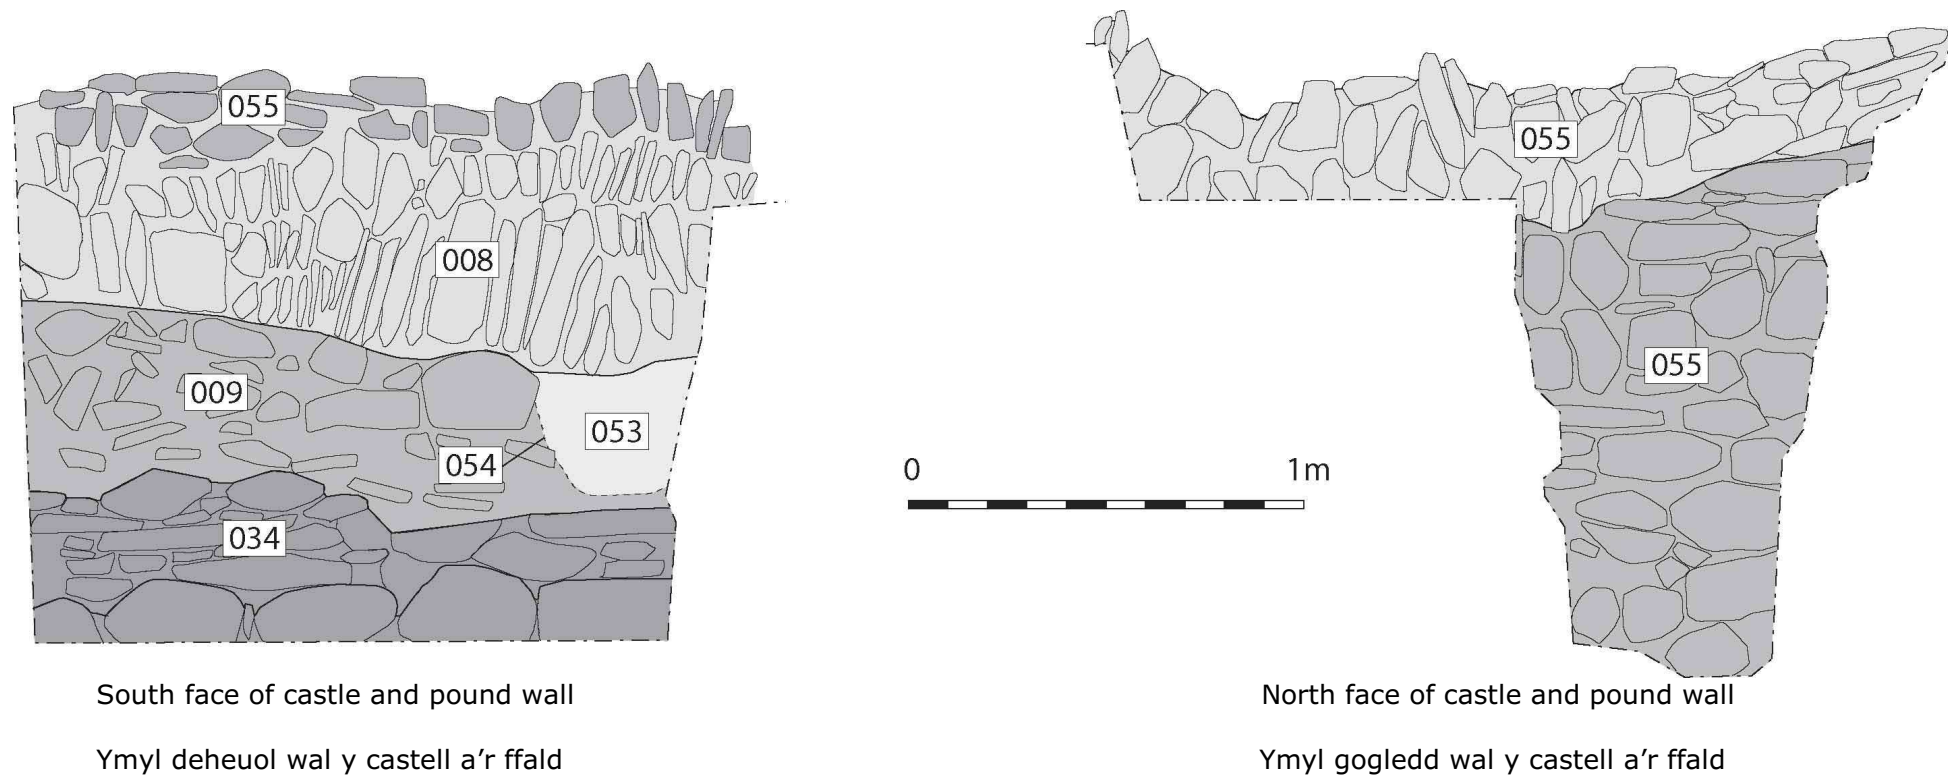 055
008
009
053
054
034
South face of castle and pound wall
Ymyl deheuol wal y castell a'r ffald
0 1m
055
055
North face of castle and pound wall
Ymyl gogledd wal y castell a'r ffald